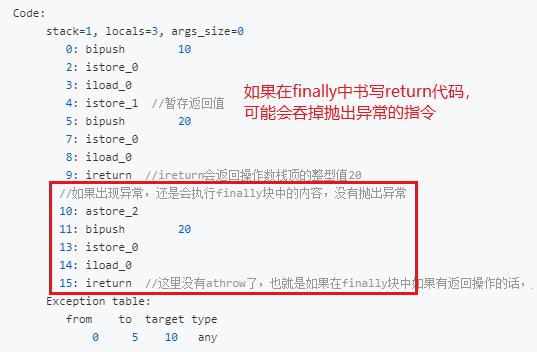 Code:
stack=1, locals=3, args_size=0
0: bipush 10
2: istore_0
3: iload_0
4: istore_1 //暂存返回值
5: bipush 20
7: istore_0
8: iload_0
9: ireturn //ireturn会返回操作数栈顶的整型值20
如果在finally中书写return代码，
可能会吞掉抛出异常的指令
//如果出现异常，还是会执行finally块中的内容，没有抛出异常
10: astore_2
11: bipush 20
13: istore_0
14: iload_0
15: ireturn //这里没有athrow了，也就是如果在finally块中如果有返回操作的话，
Exception table:
from to target type
0 5 10 any